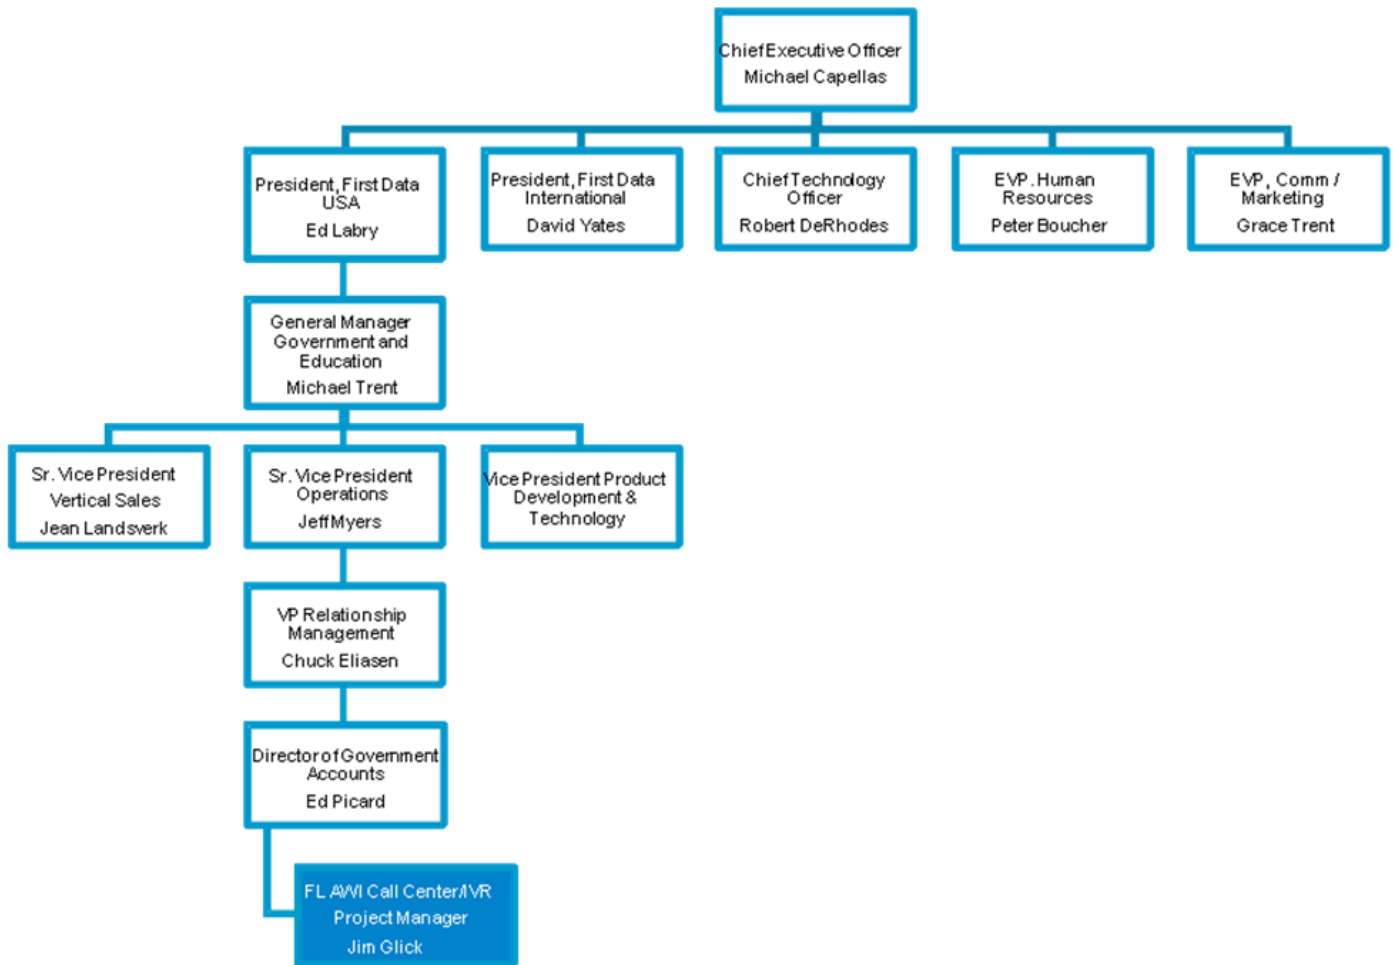 Chief Executive Officer
Michael Capellas
President, First Data
USA
Ed Labry
President, First Data
International
David Yates
Chief Technology
Officer
Robert DeRhodes
EVP. Human
Resources
Peter Boucher
EVP, Comm /
Marketing
Grace Trent
General Manager
Government and
Education
Michael Trent
Sr. Vice President
Vertical Sales
Jean Landsverk
Sr. Vice President
Operations
Jeff Myers
Vice President Product
Development &
Technology
VP Relationship
Management
Chuck Eliasen
Director of Government
Accounts
Ed Picard
FL AWI Call Center/IVR
Project Manager
Jim Glick